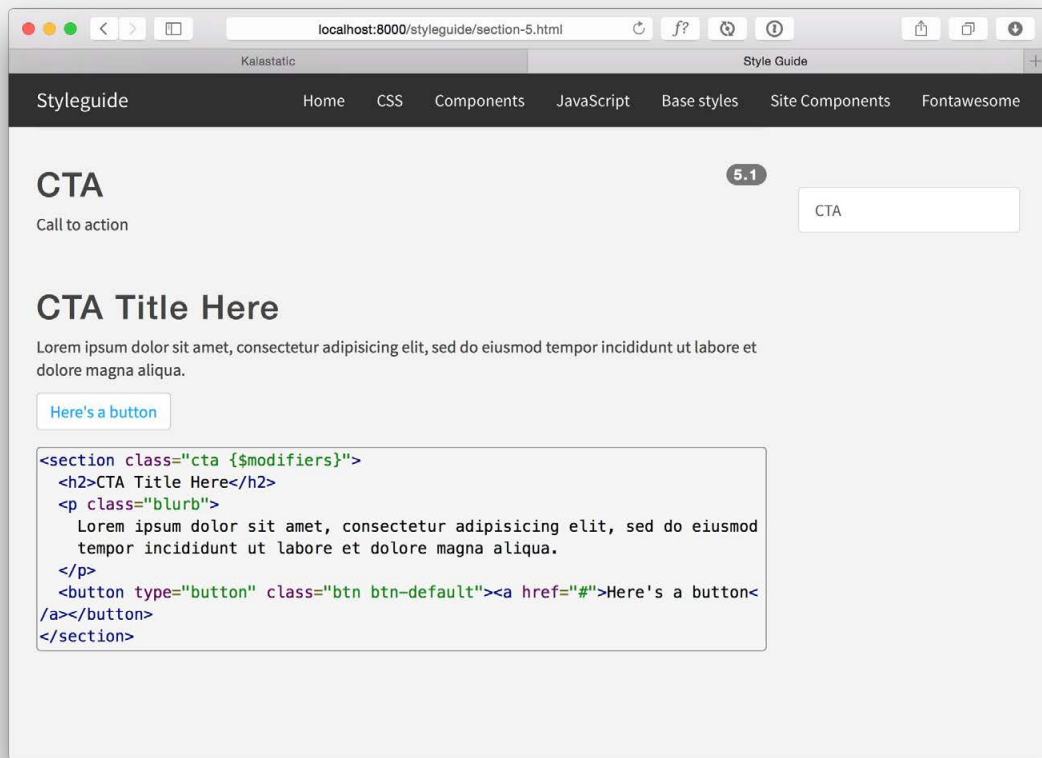 localhost:8000/styleguide/section-5.html
f?
Kalastatic
Style Guide
Styleguide
Home
CSS
Components
JavaScript
Base styles
Site Components
Fontawesome
CTA
5.1
CTA
Call to action
CTA Title Here
Lorem ipsum dolor sit amet, consectetur adipisicing elit, sed do eiusmod tempor incididunt ut labore et
dolore magna aliqua.
Here's a button
<section class="cta {$modifiers}">
  <h2>CTA Title Here</h2>
  <p class="blurb">
    Lorem ipsum dolor sit amet, consectetur adipisicing elit, sed do eiusmod
    tempor incididunt ut labore et dolore magna aliqua.
  </p>
  <button type="button" class="btn btn-default"><a href="#">Here's a button<
/a></button>
</section>